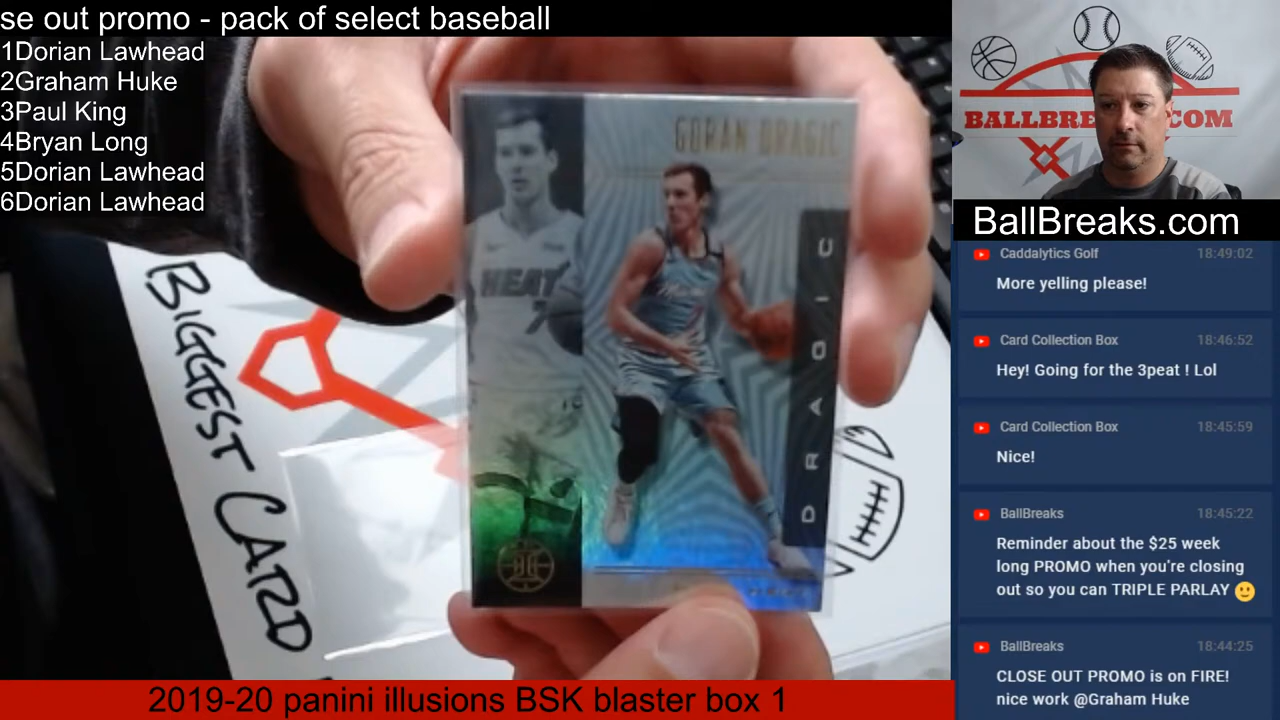 se out promo - pack of select baseball
1Dorian Lawhead
2Graham Huke
3Paul King
4Bryan Long
5Dorian Lawhead
6Dorian Lawhead
GORAN DRAGIC
HEAT
7
DRAGIC
BIGGEST CARD
2019-20 panini illusions BSK blaster box 1
BALLBRE COM
BallBreaks.com
Caddalytics Golf 18:49:02
More yelling please!
Card Collection Box 18:46:52
Hey! Going for the 3peat ! Lol
Card Collection Box 18:45:59
Nice!
BallBreaks 18:45:22
Reminder about the $25 week
long PROMO when you're closing
out so you can TRIPLE PARLAY 🙂
BallBreaks 18:44:25
CLOSE OUT PROMO is on FIRE!
nice work @Graham Huke